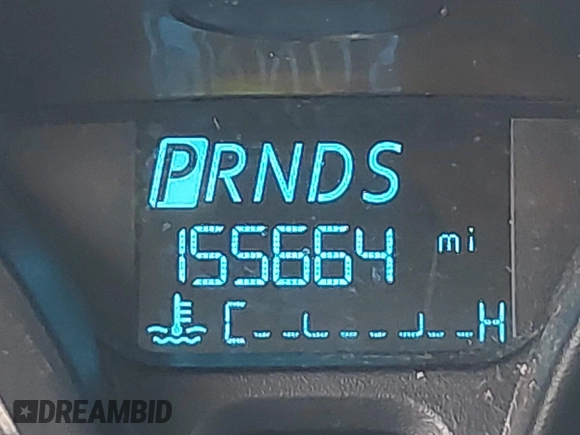 PRNDS
155664 mi
C H
DREAMBID